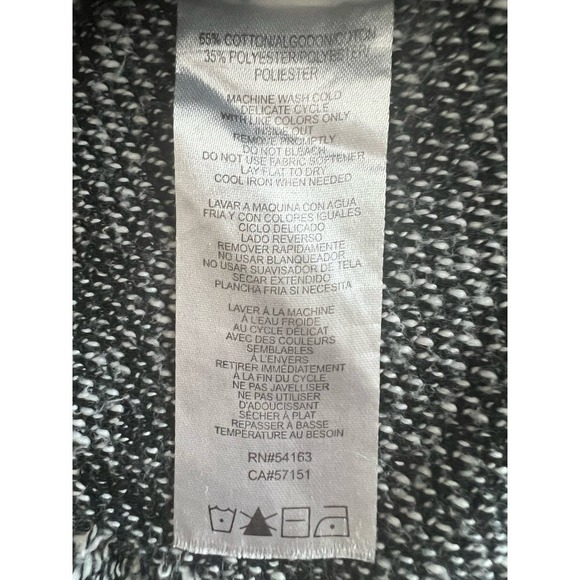 65% COTTON/ALGODON/COTON
35% POLYESTER/POLYESTER
POLIESTER
MACHINE WASH COLD
DELICATE CYCLE
WITH LIKE COLORS ONLY
INSIDE OUT
REMOVE PROMPTLY
DO NOT BLEACH
DO NOT USE FABRIC SOFTENER
LAY FLAT TO DRY
COOL IRON WHEN NEEDED
LAVAR A MAQUINA CON AGUA
FRIA Y CON COLORES IGUALES
CICLO DELICADO
LADO REVERSO
REMOVER RAPIDAMENTE
NO USAR BLANQUEADOR
NO USAR SUAVISADOR DE TELA
SECAR EXTENDIDO
PLANCHA FRIA SI NECESITA
LAVER À LA MACHINE
À L'EAU FROIDE
AU CYCLE DÉLICAT
AVEC DES COULEURS
SEMBLABLES
À L'ENVERS
RETIRER IMMÉDIATEMENT
À LA FIN DU CYCLE
NE PAS JAVELLISER
NE PAS UTILISER
D'ADOUCISSANT
SÉCHER À PLAT
REPASSER À BASSE
TEMPÉRATURE AU BESOIN
RN#54163
CA#57151